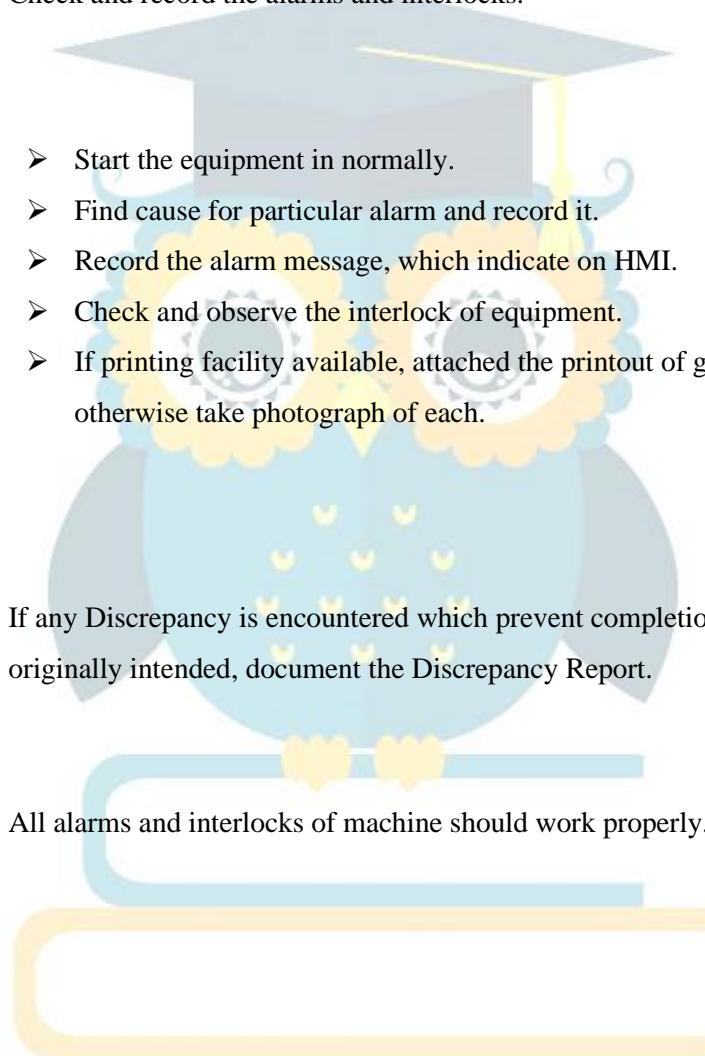 Check and record the alarms and interlocks.
➢ Start the equipment in normally.
➢ Find cause for particular alarm and record it.
➢ Record the alarm message, which indicate on HMI.
➢ Check and observe the interlock of equipment.
➢ If printing facility available, attached the printout of
otherwise take photograph of each.
If any Discrepancy is encountered which prevent
originally intended, document the Discrepancy Report.
All alarms and interlocks of machine should work properly.